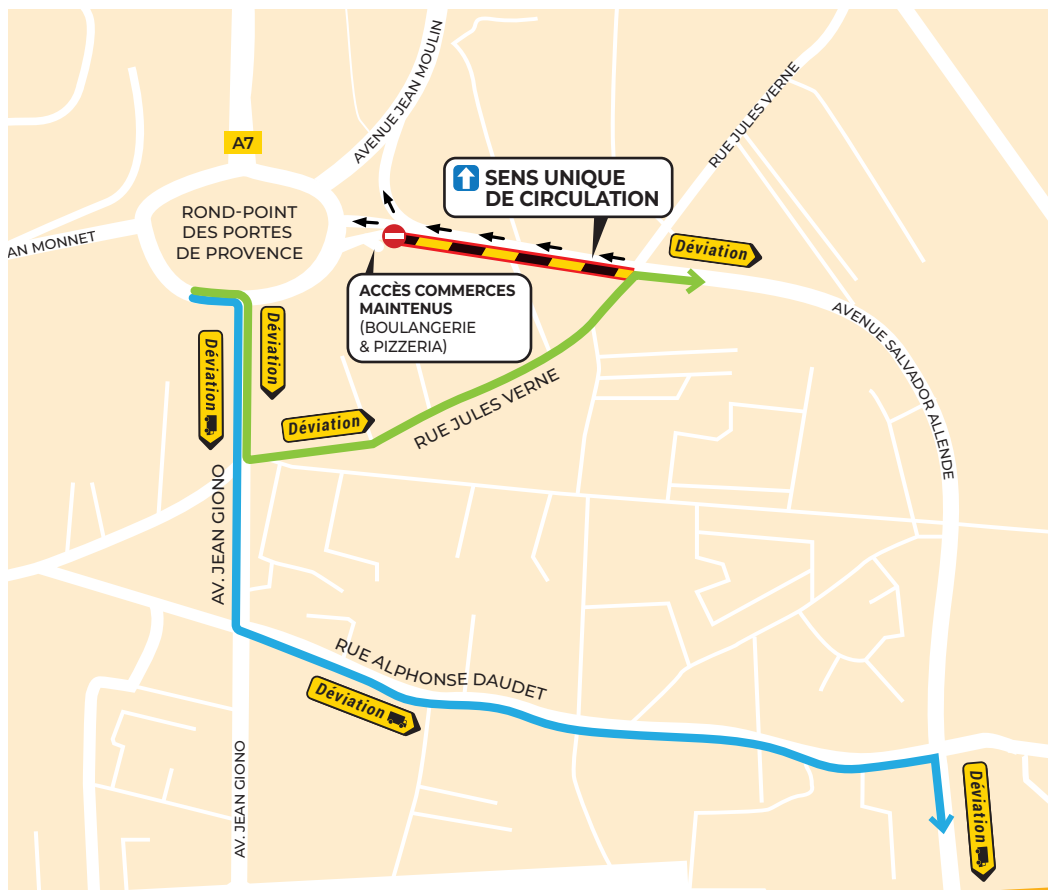 A7
AVENUE JEAN MOULIN
RUE JULES VERNE
SENS UNIQUE
DE CIRCULATION
ROND-POINT
DES PORTES
DE PROVENCE
AN MONNET
Déviation
ACCÈS COMMERCES
MAINTENUS
(BOULANGERIE
& PIZZERIA)
AVENUE SALVADOR ALLENDE
Déviation
Déviation
Déviation
RUE JULES VERNE
AV. JEAN GIONO
RUE ALPHONSE DAUDET
Déviation
AV. JEAN GIONO
Déviation